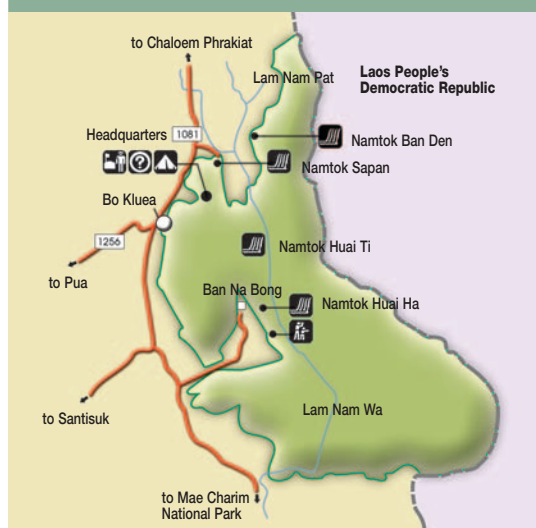 to Chaloem Phrakiat
Lam Nam Pat
Laos People's
Democratic Republic
Headquarters
1081
Namtok Ban Den
Namtok Sapan
Bo Kluea
1256
Namtok Huai Ti
to Pua
Ban Na Bong
Namtok Huai Ha
Lam Nam Wa
to Santisuk
to Mae Charim
National Park